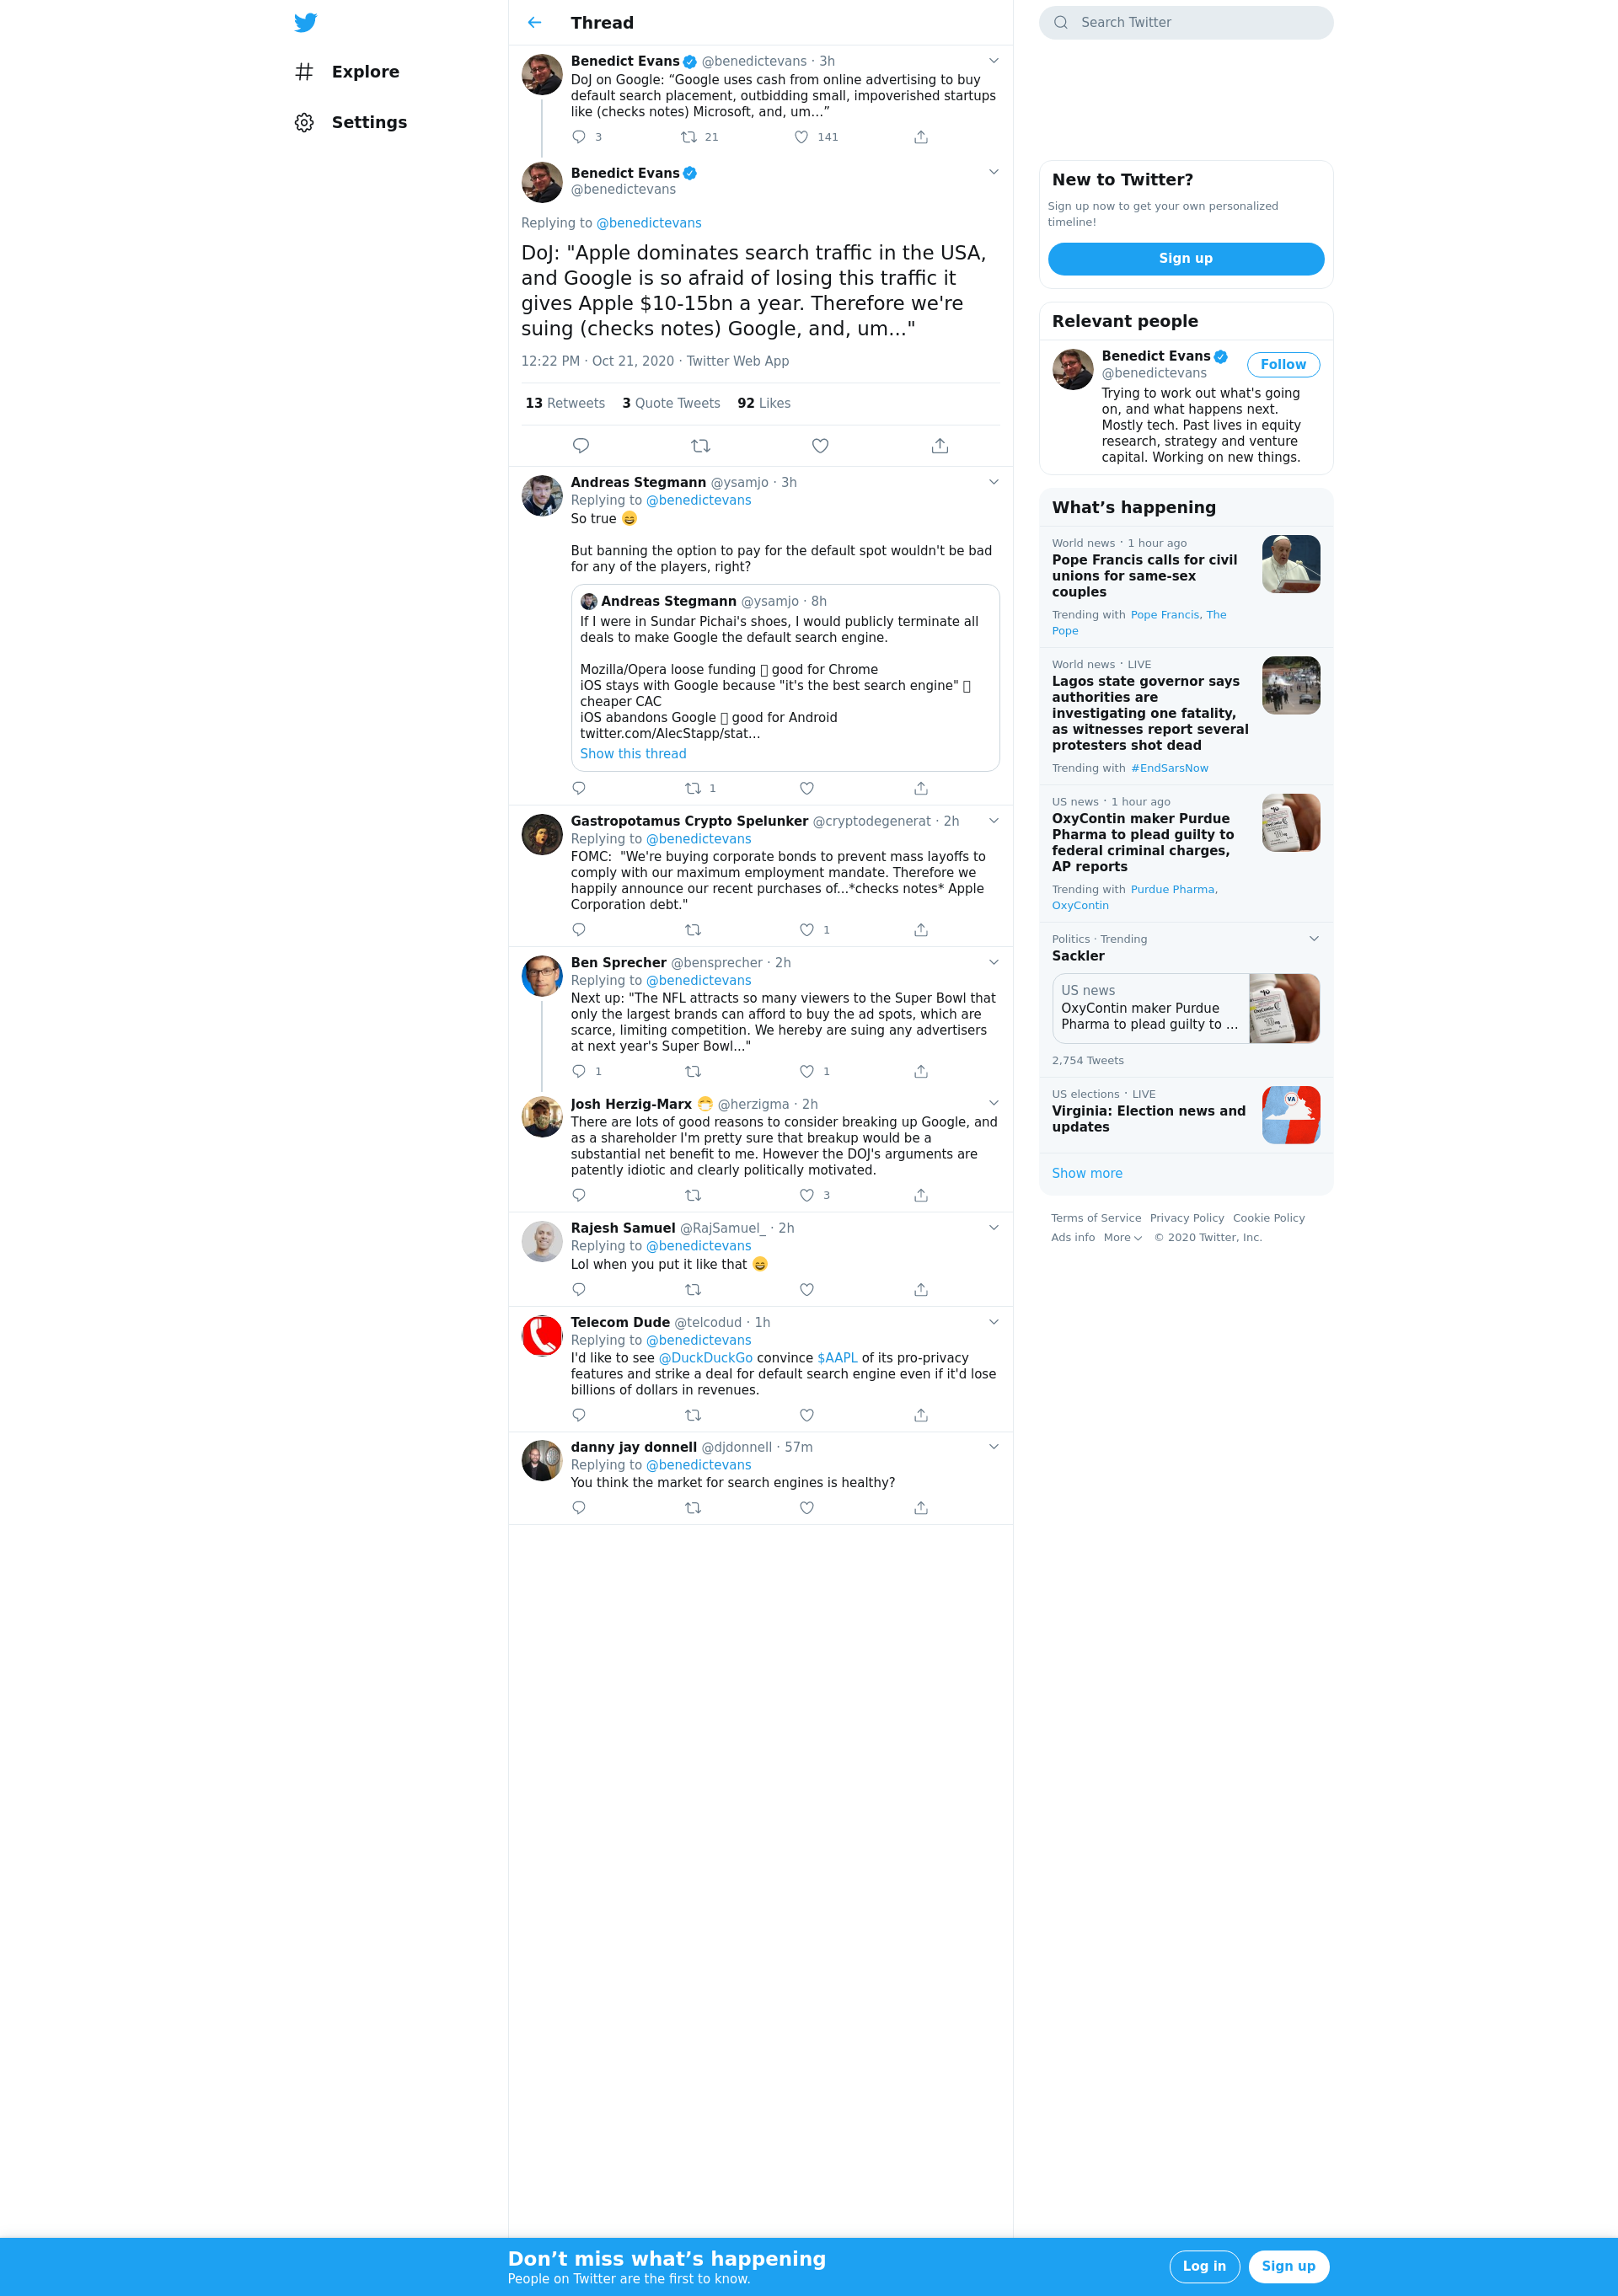 Explore
Settings
Thread
Benedict Evans @benedictevans · 3h
DoJ on Google: “Google uses cash from online advertising to buy
default search placement, outbidding small, impoverished startups
like (checks notes) Microsoft, and, um…”
3 21 141
Benedict Evans
@benedictevans
Replying to @benedictevans
DoJ: "Apple dominates search traffic in the USA,
and Google is so afraid of losing this traffic it
gives Apple $10-15bn a year. Therefore we're
suing (checks notes) Google, and, um..."
12:22 PM · Oct 21, 2020 · Twitter Web App
13 Retweets 3 Quote Tweets 92 Likes
Andreas Stegmann @ysamjo · 3h
Replying to @benedictevans
So true 😄
But banning the option to pay for the default spot wouldn't be bad
for any of the players, right?
Andreas Stegmann @ysamjo · 8h
If I were in Sundar Pichai's shoes, I would publicly terminate all
deals to make Google the default search engine.
Mozilla/Opera loose funding ▯ good for Chrome
iOS stays with Google because "it's the best search engine" ▯
cheaper CAC
iOS abandons Google ▯ good for Android
twitter.com/AlecStapp/stat…
Show this thread
1
Gastropotamus Crypto Spelunker @cryptodegenerat · 2h
Replying to @benedictevans
FOMC: "We're buying corporate bonds to prevent mass layoffs to
comply with our maximum employment mandate. Therefore we
happily announce our recent purchases of...*checks notes* Apple
Corporation debt."
1
Ben Sprecher @bensprecher · 2h
Replying to @benedictevans
Next up: "The NFL attracts so many viewers to the Super Bowl that
only the largest brands can afford to buy the ad spots, which are
scarce, limiting competition. We hereby are suing any advertisers
at next year's Super Bowl..."
1 1
Josh Herzig-Marx 😷 @herzigma · 2h
There are lots of good reasons to consider breaking up Google, and
as a shareholder I'm pretty sure that breakup would be a
substantial net benefit to me. However the DOJ's arguments are
patently idiotic and clearly politically motivated.
3
Rajesh Samuel @RajSamuel_ · 2h
Replying to @benedictevans
Lol when you put it like that 😄
Telecom Dude @telcodud · 1h
Replying to @benedictevans
I'd like to see @DuckDuckGo convince $AAPL of its pro-privacy
features and strike a deal for default search engine even if it'd lose
billions of dollars in revenues.
danny jay donnell @djdonnell · 57m
Replying to @benedictevans
You think the market for search engines is healthy?
Search Twitter
New to Twitter?
Sign up now to get your own personalized
timeline!
Sign up
Relevant people
Benedict Evans
@benedictevans
Follow
Trying to work out what's going
on, and what happens next.
Mostly tech. Past lives in equity
research, strategy and venture
capital. Working on new things.
What’s happening
World news · 1 hour ago
Pope Francis calls for civil
unions for same-sex
couples
Trending with Pope Francis, The
Pope
World news · LIVE
Lagos state governor says
authorities are
investigating one fatality,
as witnesses report several
protesters shot dead
Trending with #EndSarsNow
US news · 1 hour ago
OxyContin maker Purdue
Pharma to plead guilty to
federal criminal charges,
AP reports
Trending with Purdue Pharma,
OxyContin
Politics · Trending
Sackler
US news
OxyContin maker Purdue
Pharma to plead guilty to …
2,754 Tweets
US elections · LIVE
Virginia: Election news and
updates
VA
Show more
Terms of Service Privacy Policy Cookie Policy
Ads info More © 2020 Twitter, Inc.
Don’t miss what’s happening
People on Twitter are the first to know.
Log in
Sign up